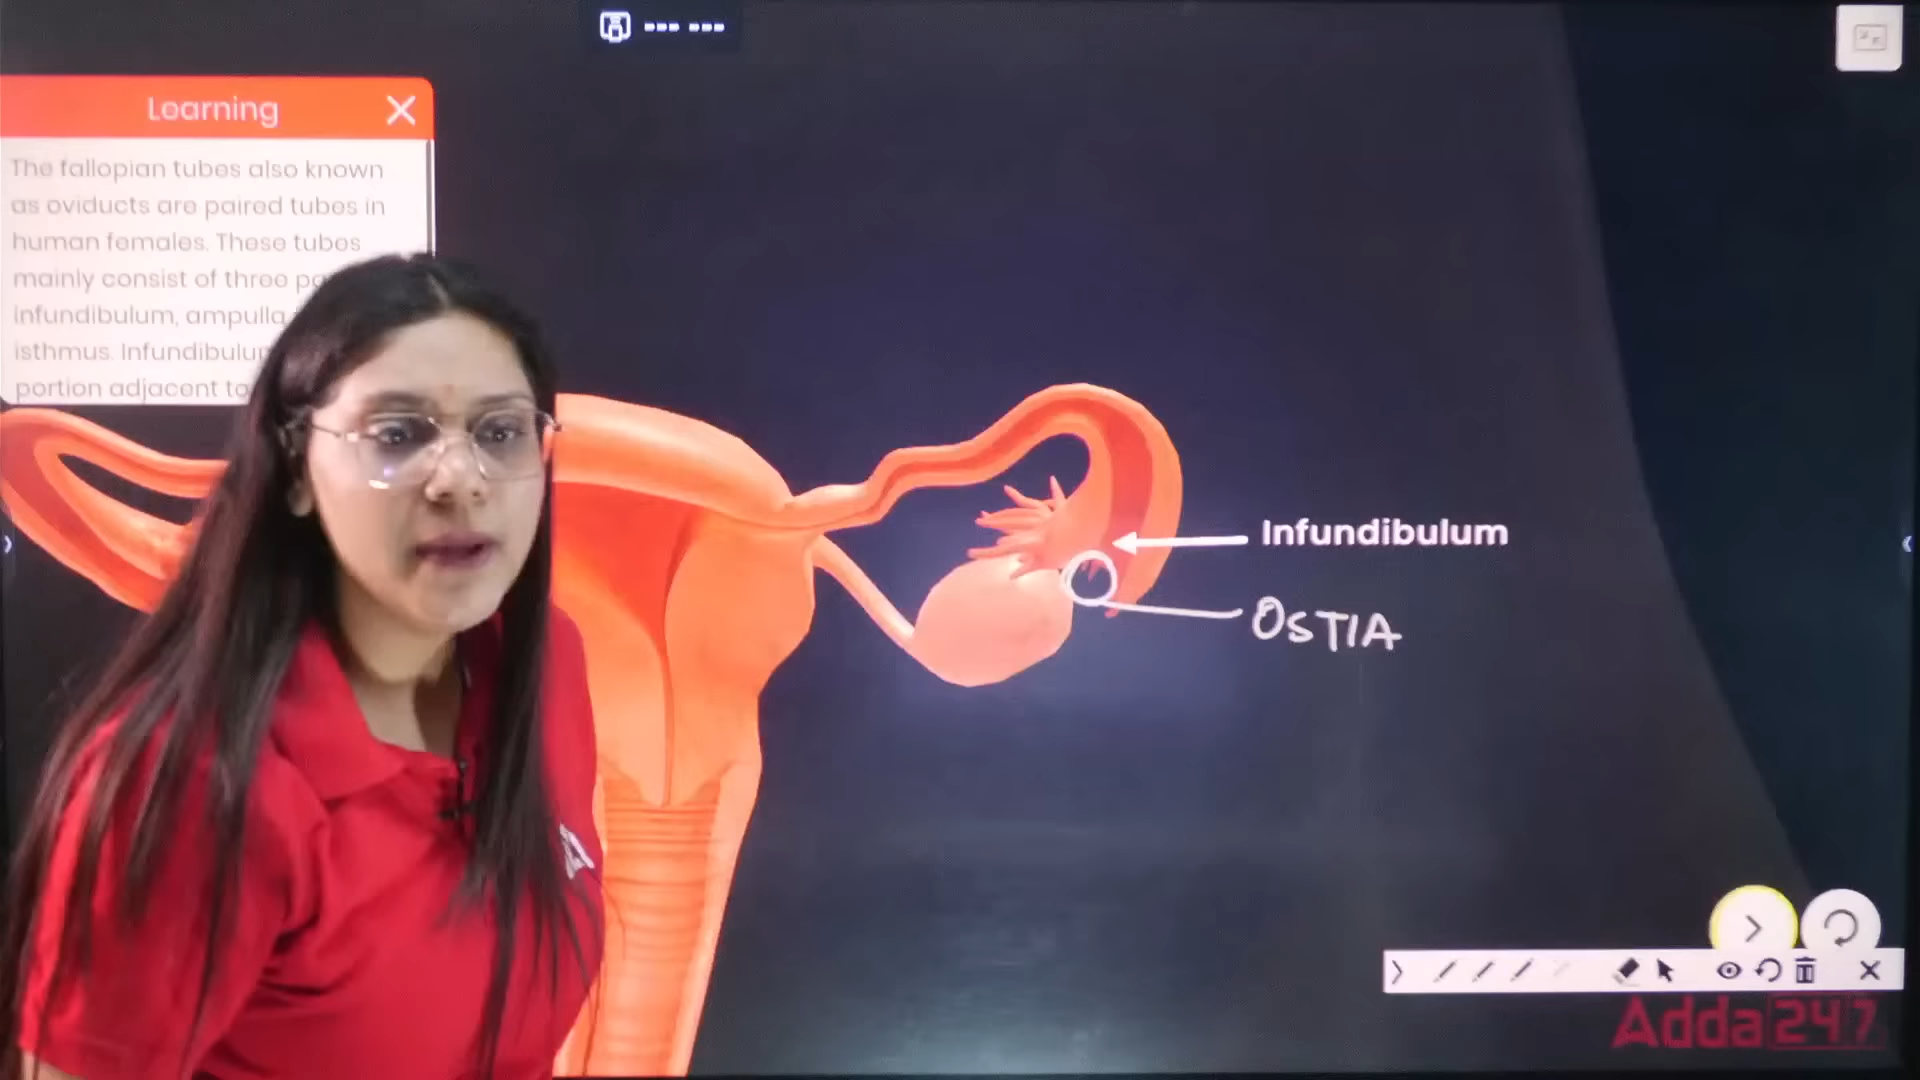 Learning
The fallopian tubes also known
as oviducts are paired tubes in
human females. These tubes
mainly consist of three
infundibulum, ampulla
isthmus.
portion adjacent to
Infundibulum
OSTIA
Adda247